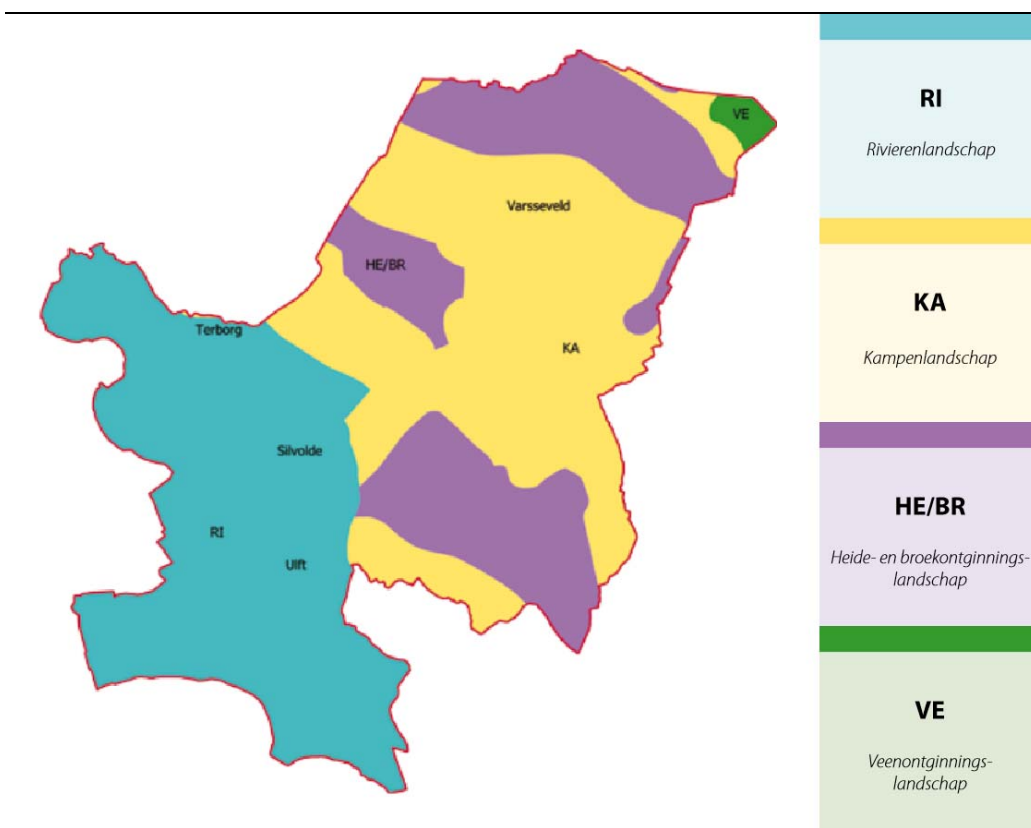 VE
Varsseveld
HE/BR
Terborg
KA
Silvolde
RI
Ulft
RI
Rivierenlandschap
KA
Kampenlandschap
HE/BR
Heide- en broekontginnings-
landschap
VE
Veenontginnings-
landschap